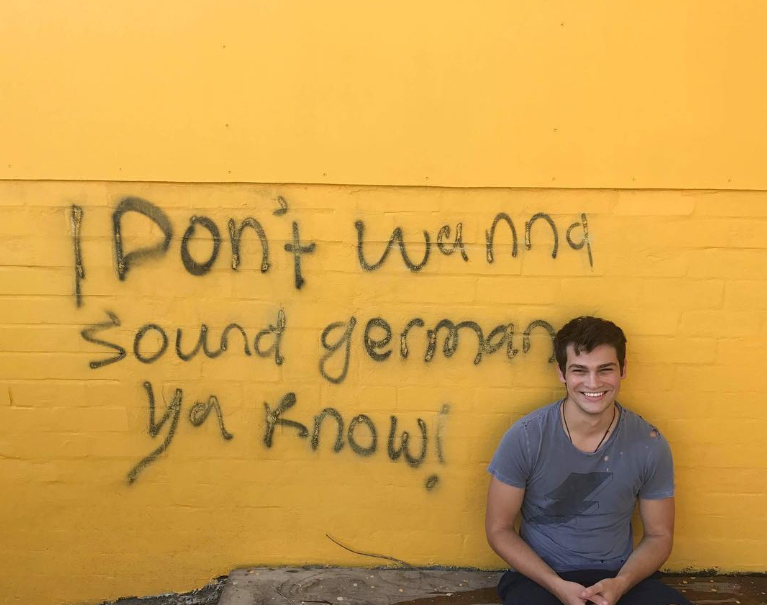 I Don't wanna
sound german
ya know!